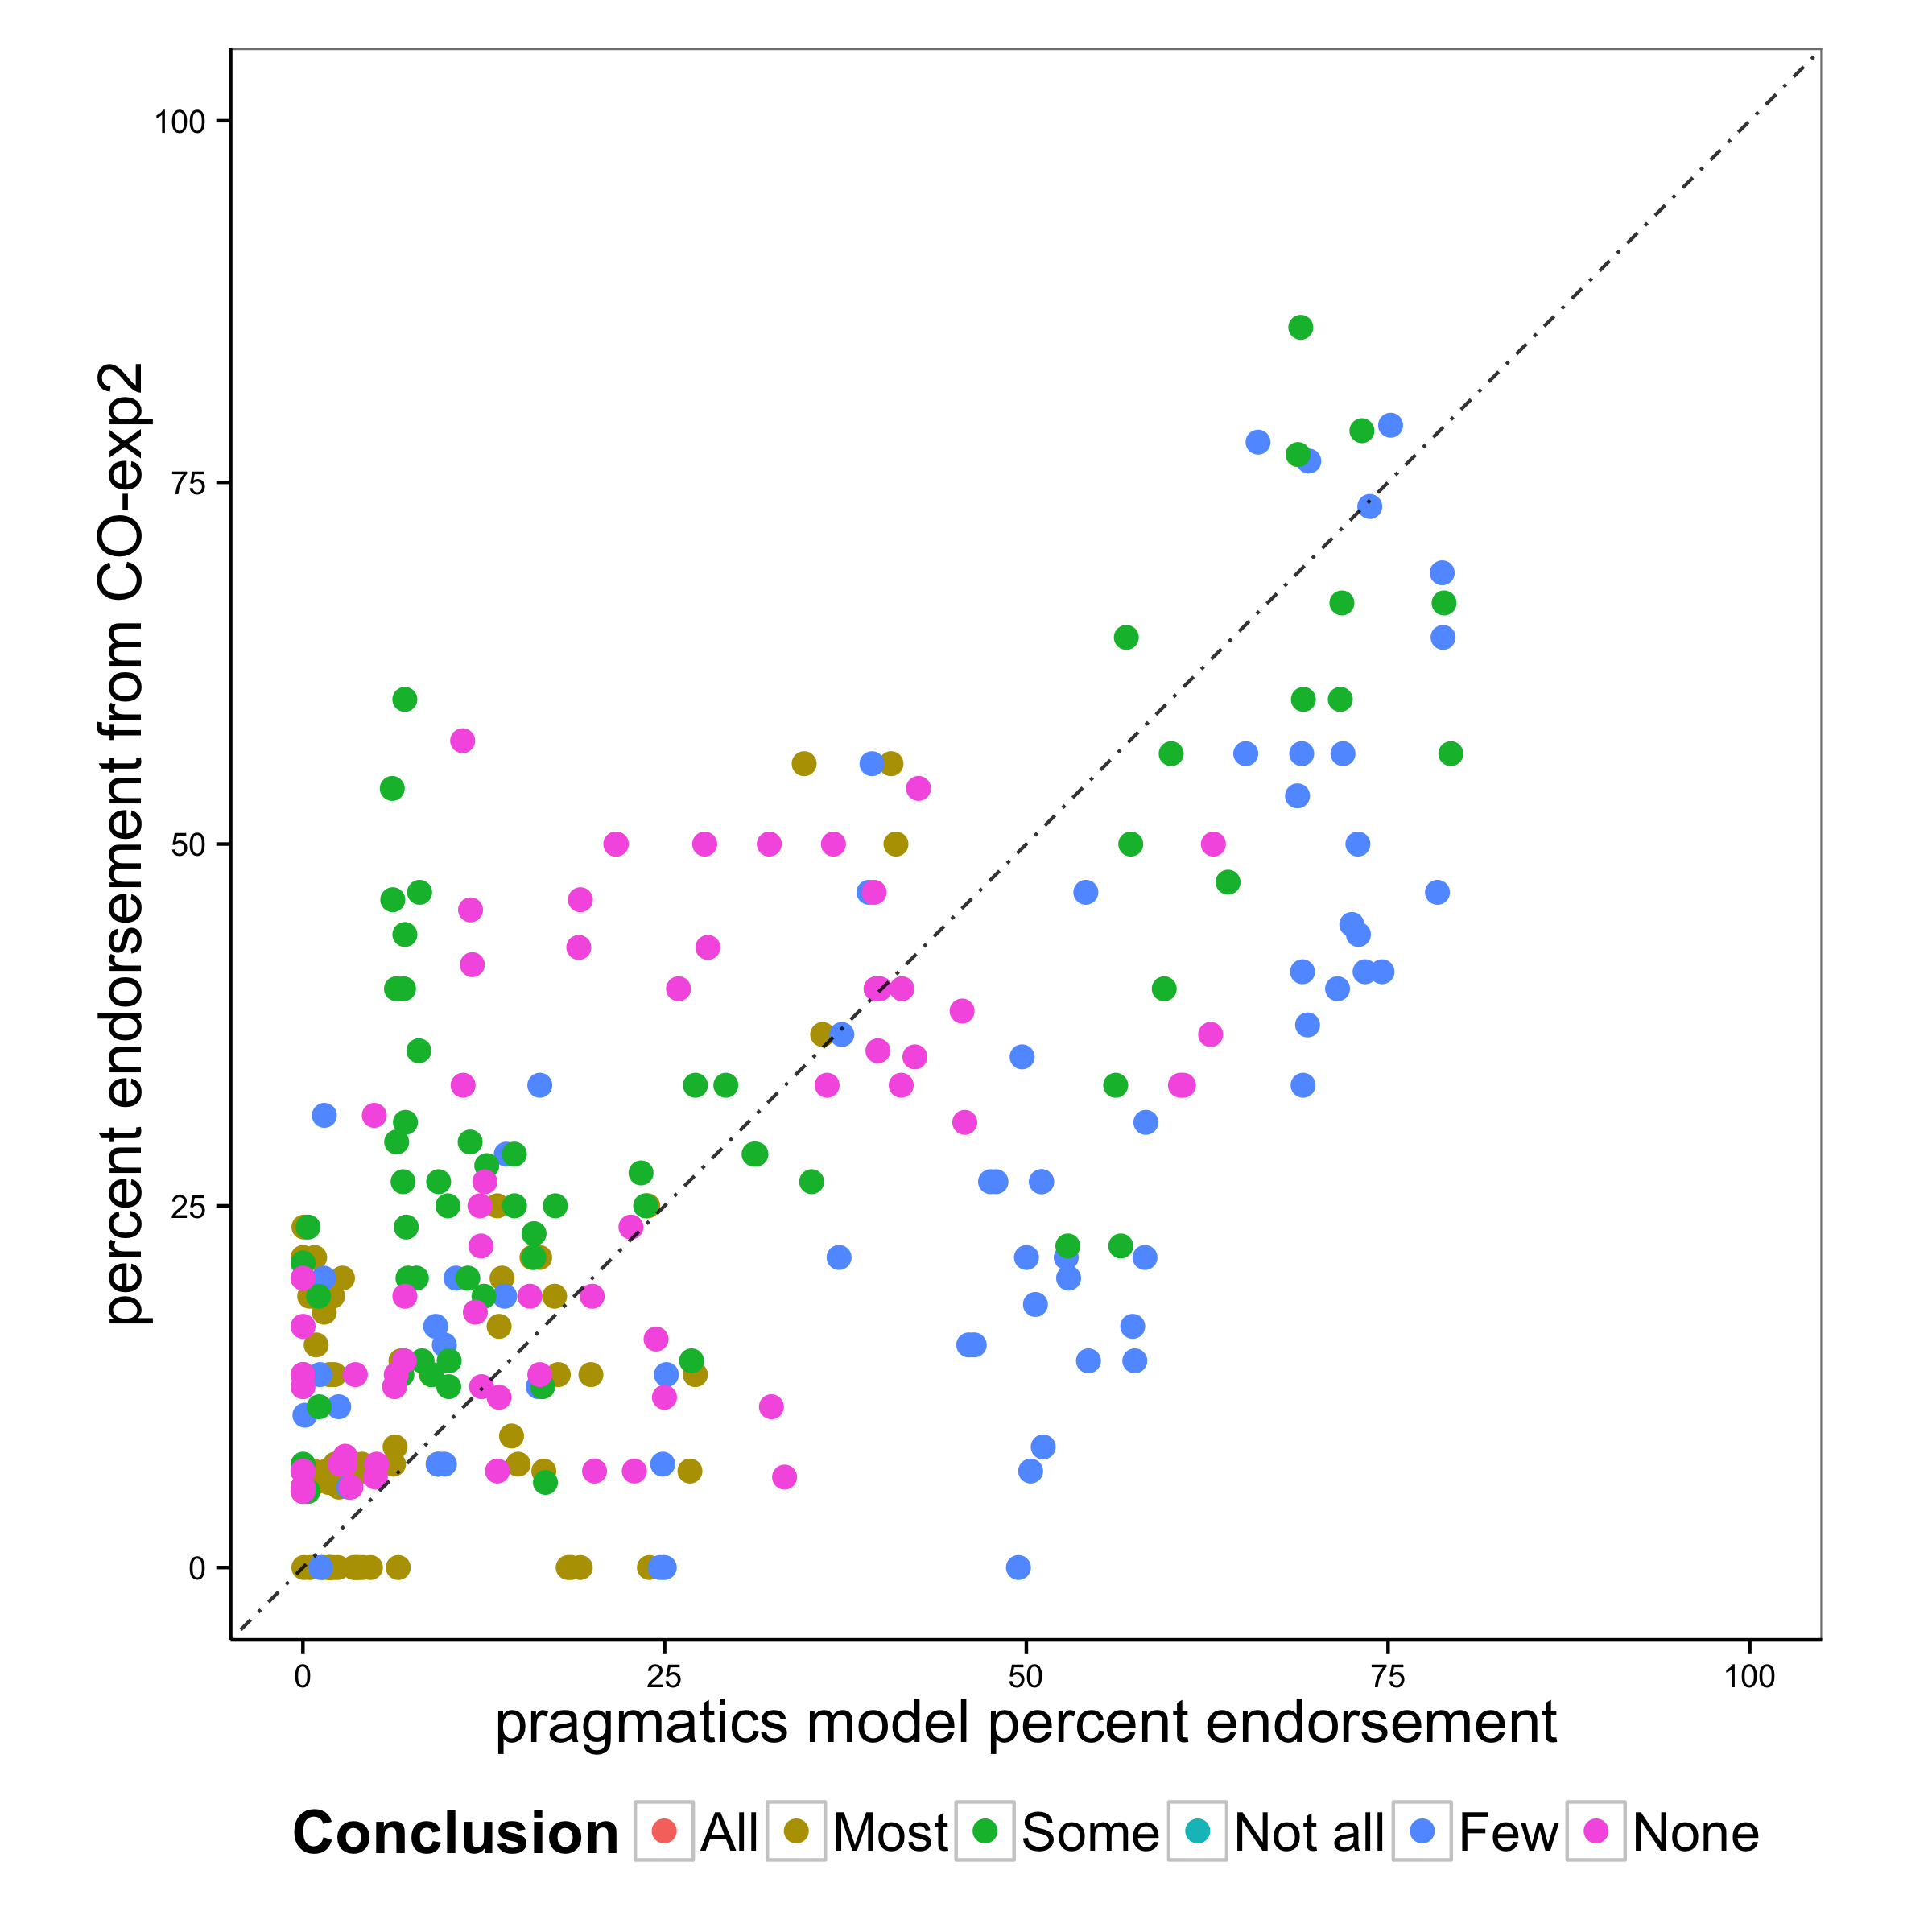 percent endorsement from CO-exp2
100
75
50
25
0
0 25 50 75 100
pragmatics model percent endorsement
Conclusion All Most Some Not all Few None